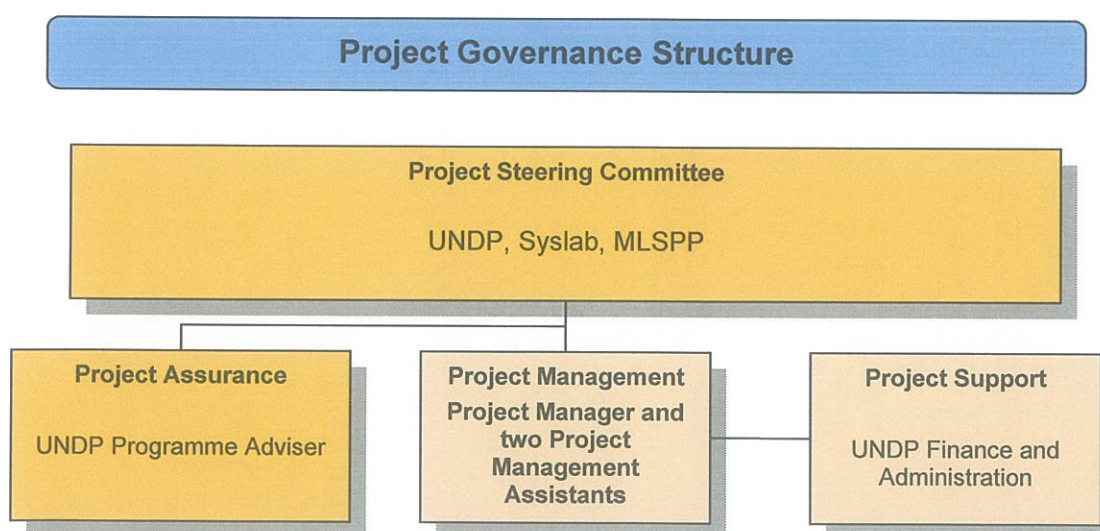 Project Governance Structure
Project Steering Committee
UNDP, Syslab, MLSPP
Project Assurance
UNDP Programme Adviser
Project Management
Project Manager and
two Project
Management
Assistants
Project Support
UNDP Finance and
Administration